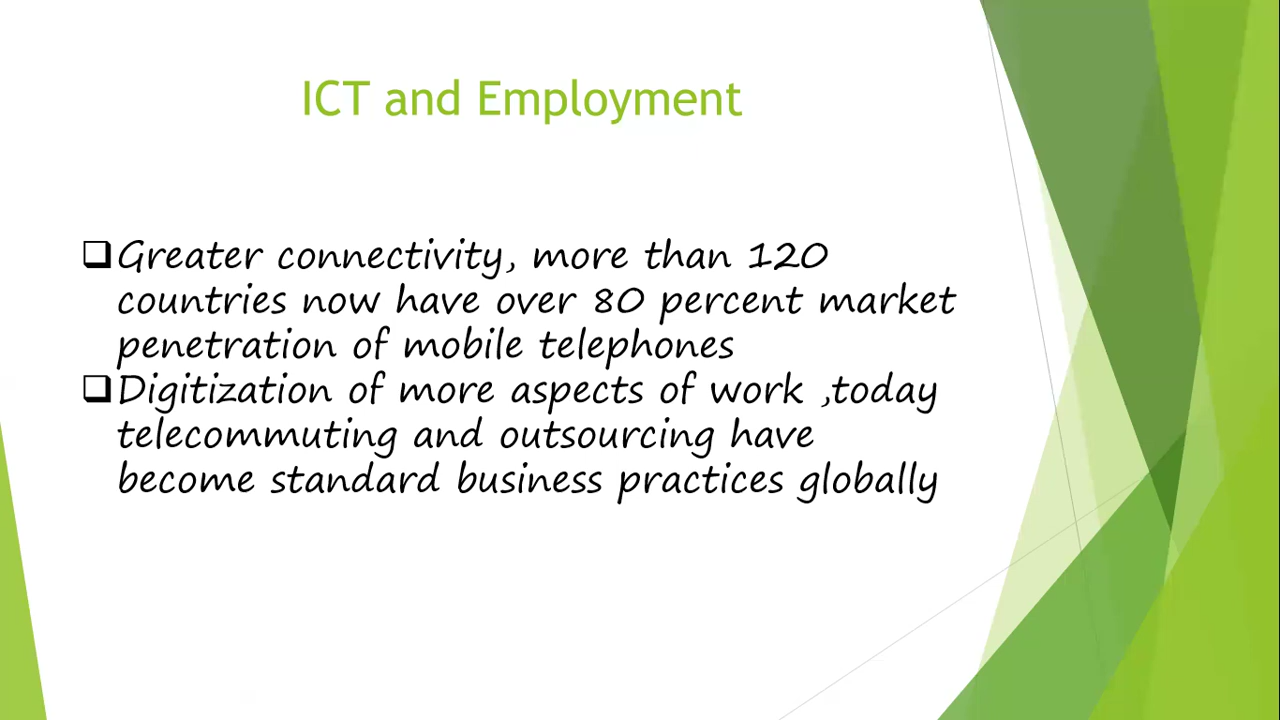 ICT and Employment
❑Greater connectivity, more than 120
countries now have over 80 percent market
penetration of mobile telephones
❑Digitization of more aspects of work ,today
telecommuting and outsourcing have
become standard business practices globally